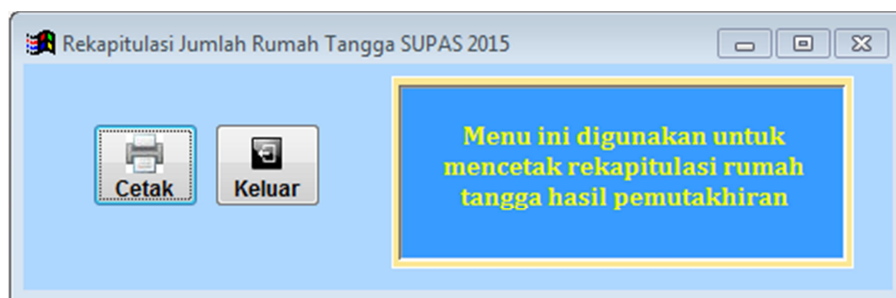 Rekapitulasi Jumlah Rumah Tangga SUPAS 2015
Cetak
Keluar
Menu ini digunakan untuk
mencetak rekapitulasi rumah
tangga hasil pemutakhiran